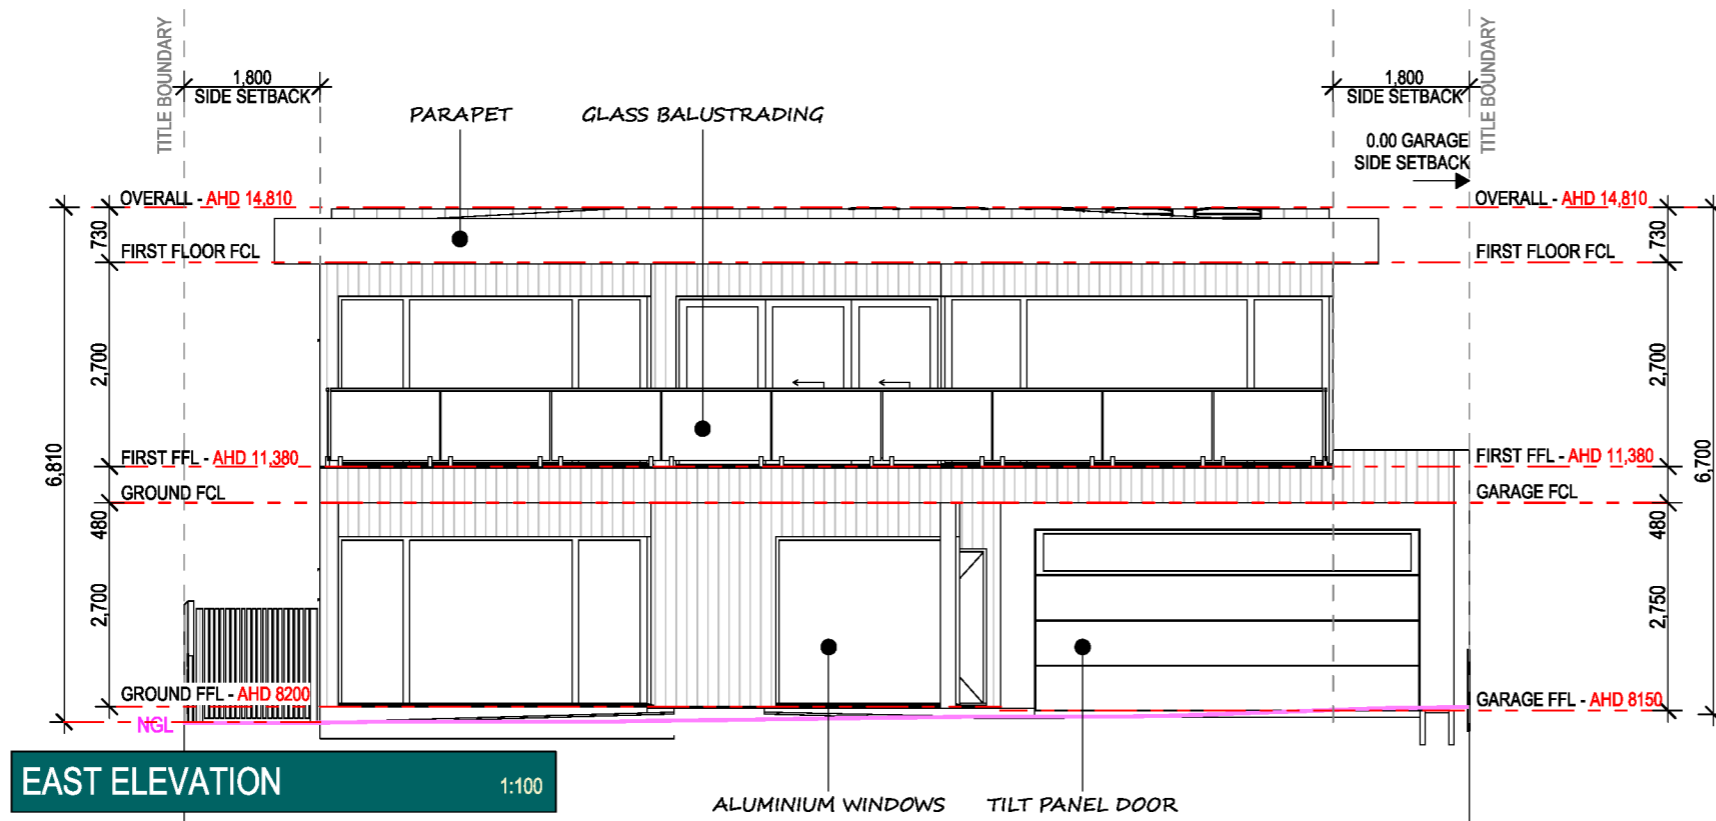 TITLE BOUNDARY
1,800
SIDE SETBACK
PARAPET
GLASS BALUSTRADING
1,800
SIDE SETBACK
TITLE BOUNDARY
0.00 GARAGE
SIDE SETBACK
OVERALL - AHD 14,810
OVERALL - AHD 14,810
730
730
FIRST FLOOR FCL
FIRST FLOOR FCL
2,700
2,700
6,810
6,700
FIRST FFL - AHD 11,380
FIRST FFL - AHD 11,380
GROUND FCL
GARAGE FCL
480
480
2,700
2,750
GROUND FFL - AHD 8200
GARAGE FFL - AHD 8150
NGL
EAST ELEVATION
1:100
ALUMINIUM WINDOWS
TILT PANEL DOOR